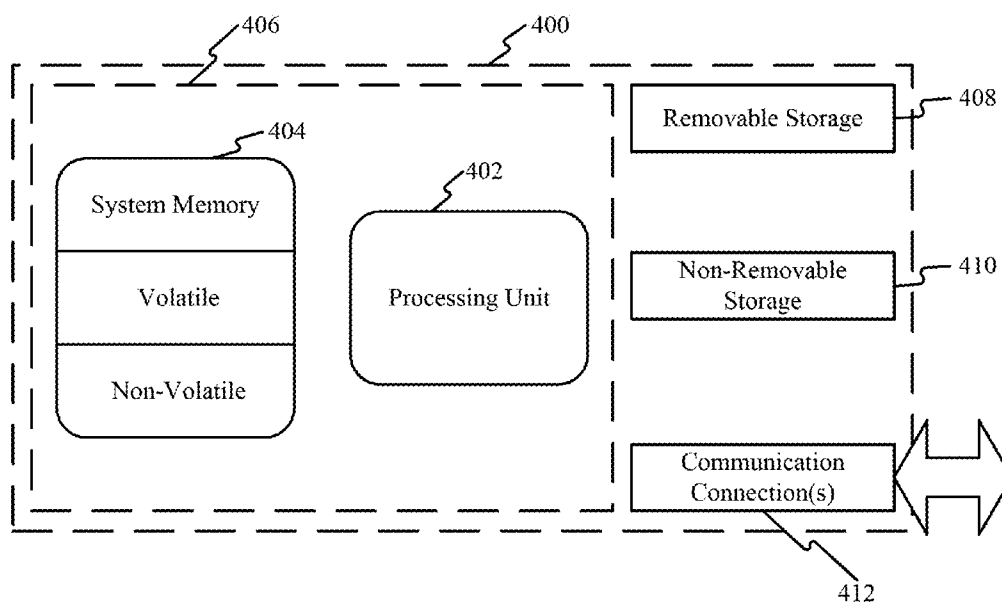 406
400
Removable Storage
408
404
System Memory
Volatile
Non-Volatile
402
Processing Unit
Non-Removable
Storage
410
Communication
Connection(s)
412